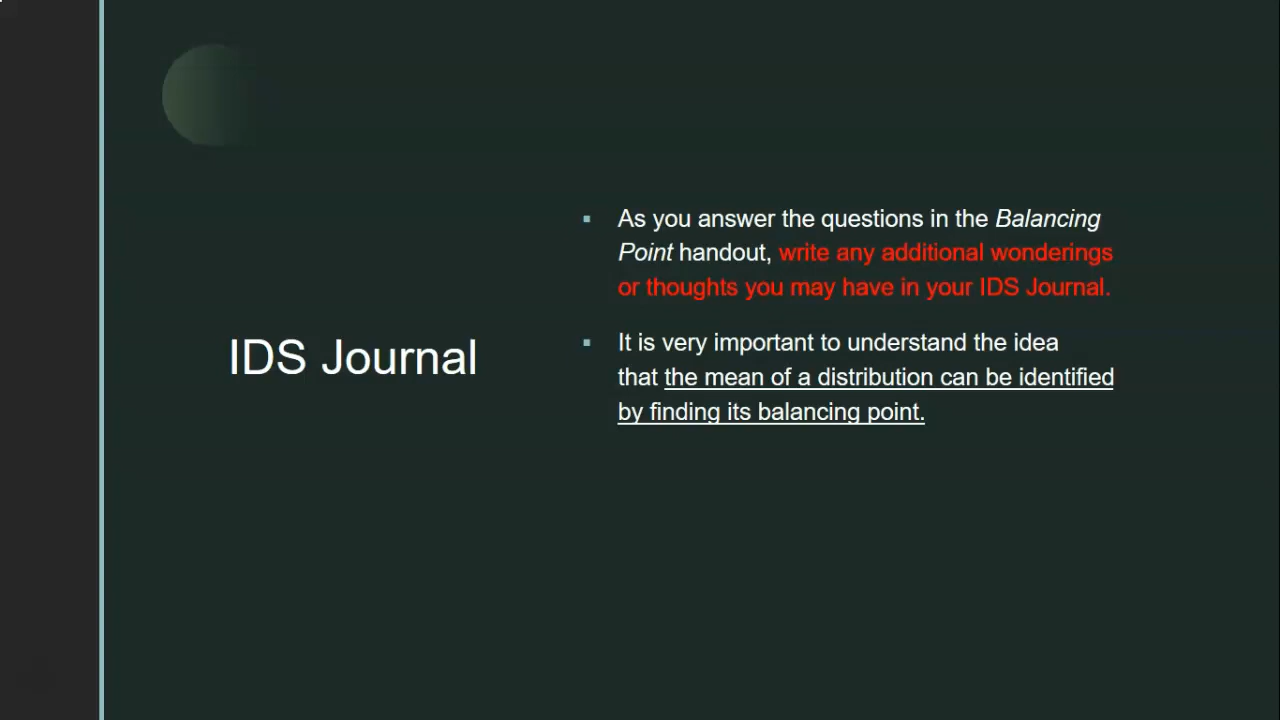 IDS Journal
As you answer the questions in the Balancing
Point handout, write any additional wonderings
or thoughts you may have in your IDS Journal.
It is very important to understand the idea
that the mean of a distribution can be identified
by finding its balancing point.